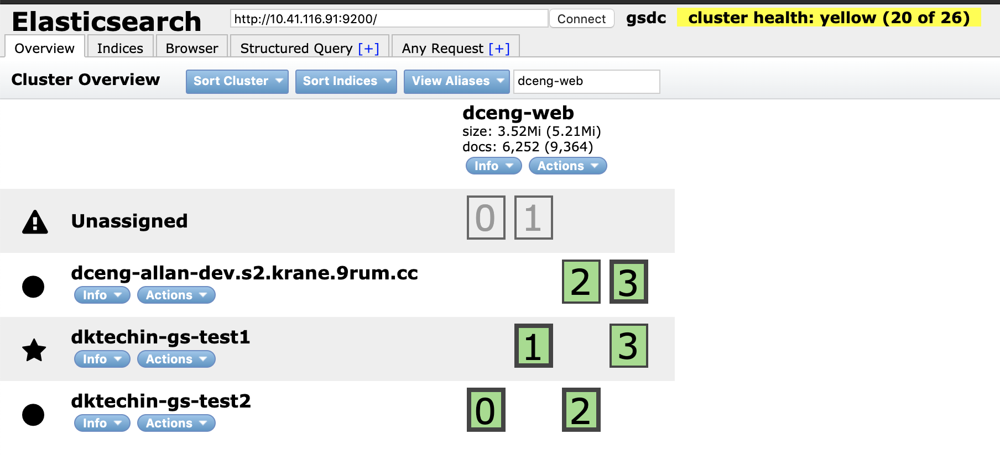 Elasticsearch http://10.41.116.91:9200/ Connect gsdc cluster health: yellow (20 of 26)
Overview Indices Browser Structured Query [+] Any Request [+]
Cluster Overview Sort Cluster Sort Indices View Aliases dceng-web
dceng-web
size: 3.52Mi (5.21Mi)
docs: 6,252 (9,364)
Info Actions
Unassigned 0 1
dceng-allan-dev.s2.krane.9rum.cc 2 3
Info Actions
dktechin-gs-test1 1 3
Info Actions
dktechin-gs-test2 0 2
Info Actions